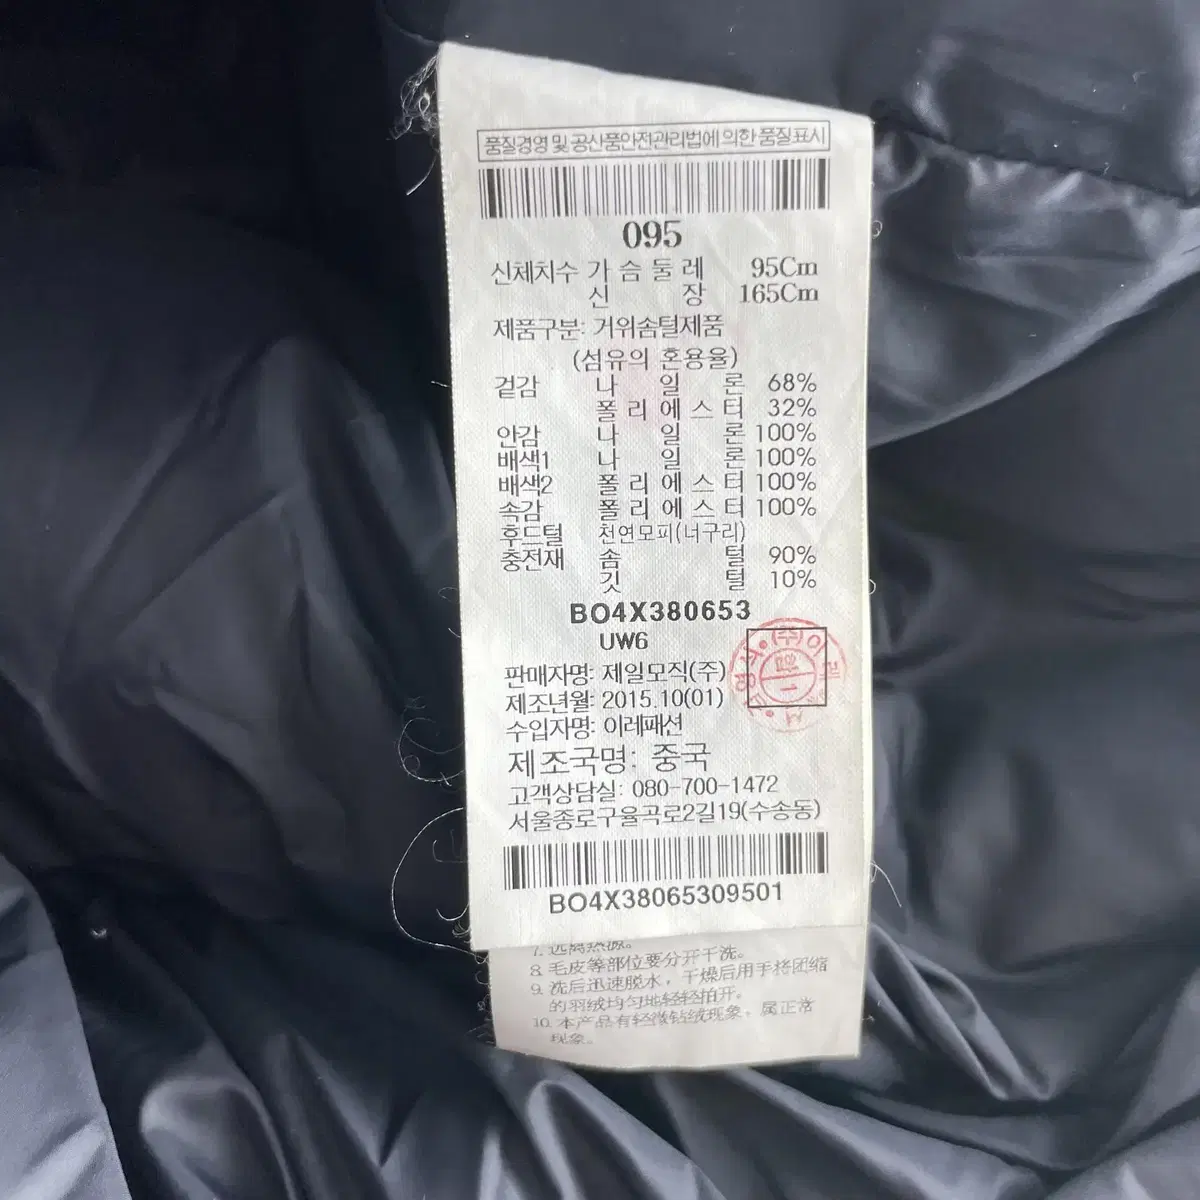 품질경영 및 공산품안전관리법에 의한 품질표시
095
신체치수 가 슴 둘 레 95Cm
신 장 165Cm
제품구분: 거위솜털제품
(섬유의 혼용율)
겉감 나 일 론 68%
폴 리 에 스 터 32%
안감 나 일 론 100%
배색1 나 일 론 100%
배색2 폴 리 에 스 터 100%
속감 폴 리 에 스 터 100%
후드털 천연모피(너구리)
충전재 솜 털 90%
깃 털 10%
BO4X380653
UW6
판매자명: 제일모직(주)
제조년월: 2015.10(01)
수입자명: 이레패션
제조국명: 중국
고객상담실: 080-700-1472
서울종로구율곡로2길19(수송동)
BO4X38065309501
7. 远离热源。
8. 毛皮等部位要分开干洗。
9. 洗后迅速脱水，干燥后用手将团缩
的羽绒均匀地轻轻拍开。
10. 本产品有轻微钻绒现象，属正常
现象。